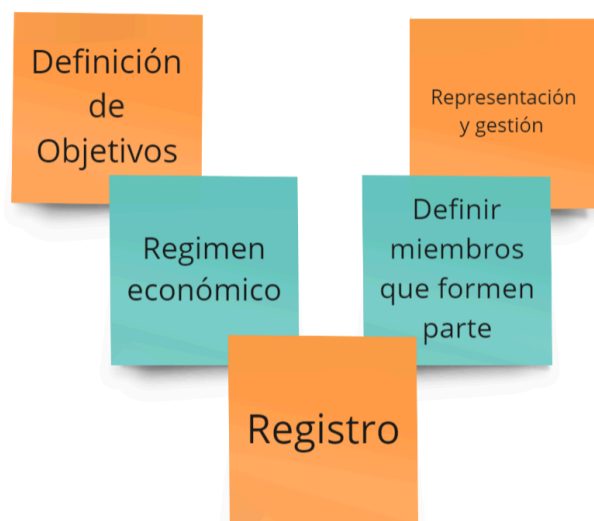 Definición
de
Objetivos
Representación
y gestión
Regimen
económico
Definir
miembros
que formen
parte
Registro